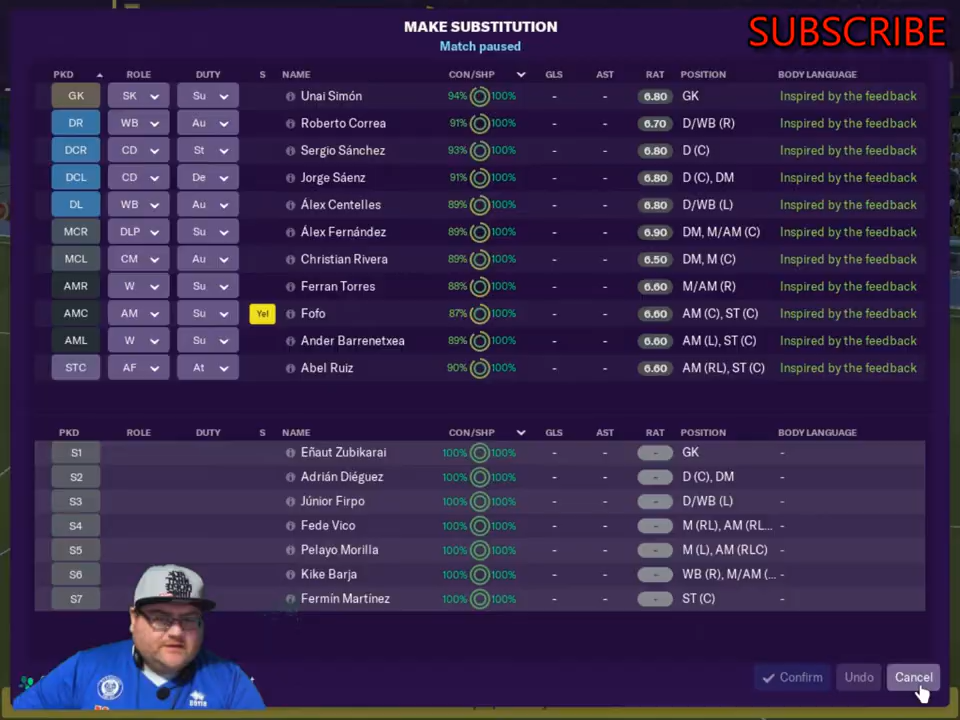 MAKE SUBSTITUTION
Match paused
SUBSCRIBE
PKD ROLE DUTY S NAME CON/SHP GLS AST RAT POSITION BODY LANGUAGE
GK SK Su Unai Simón 94% 100% - - 6.80 GK Inspired by the feedback
DR WB Au Roberto Correa 91% 100% - - 6.70 D/WB (R) Inspired by the feedback
DCR CD St Sergio Sánchez 93% 100% - - 6.80 D (C) Inspired by the feedback
DCL CD De Jorge Sáenz 91% 100% - - 6.80 D (C), DM Inspired by the feedback
DL WB Au Álex Centelles 89% 100% - - 6.80 D/WB (L) Inspired by the feedback
MCR DLP Su Álex Fernández 89% 100% - - 6.90 DM, M/AM (C) Inspired by the feedback
MCL CM Au Christian Rivera 89% 100% - - 6.50 DM, M (C) Inspired by the feedback
AMR W Su Ferran Torres 88% 100% - - 6.60 M/AM (R) Inspired by the feedback
AMC AM Su Yel Fofo 87% 100% - - 6.60 AM (C), ST (C) Inspired by the feedback
AML W Su Ander Barrenetxea 89% 100% - - 6.60 AM (L), ST (C) Inspired by the feedback
STC AF At Abel Ruiz 90% 100% - - 6.60 AM (RL), ST (C) Inspired by the feedback
PKD ROLE DUTY S NAME CON/SHP GLS AST RAT POSITION BODY LANGUAGE
S1 Eñaut Zubikarai 100% 100% - - - GK -
S2 Adrián Diéguez 100% 100% - - - D (C), DM -
S3 Júnior Firpo 100% 100% - - - D/WB (L) -
S4 Fede Vico 100% 100% - - - M (RL), AM (RL... -
S5 Pelayo Morilla 100% 100% - - - M (L), AM (RLC) -
S6 Kike Barja 100% 100% - - - WB (R), M/AM (... -
S7 Fermín Martínez 100% 100% - - - ST (C) -
Confirm Undo Cancel